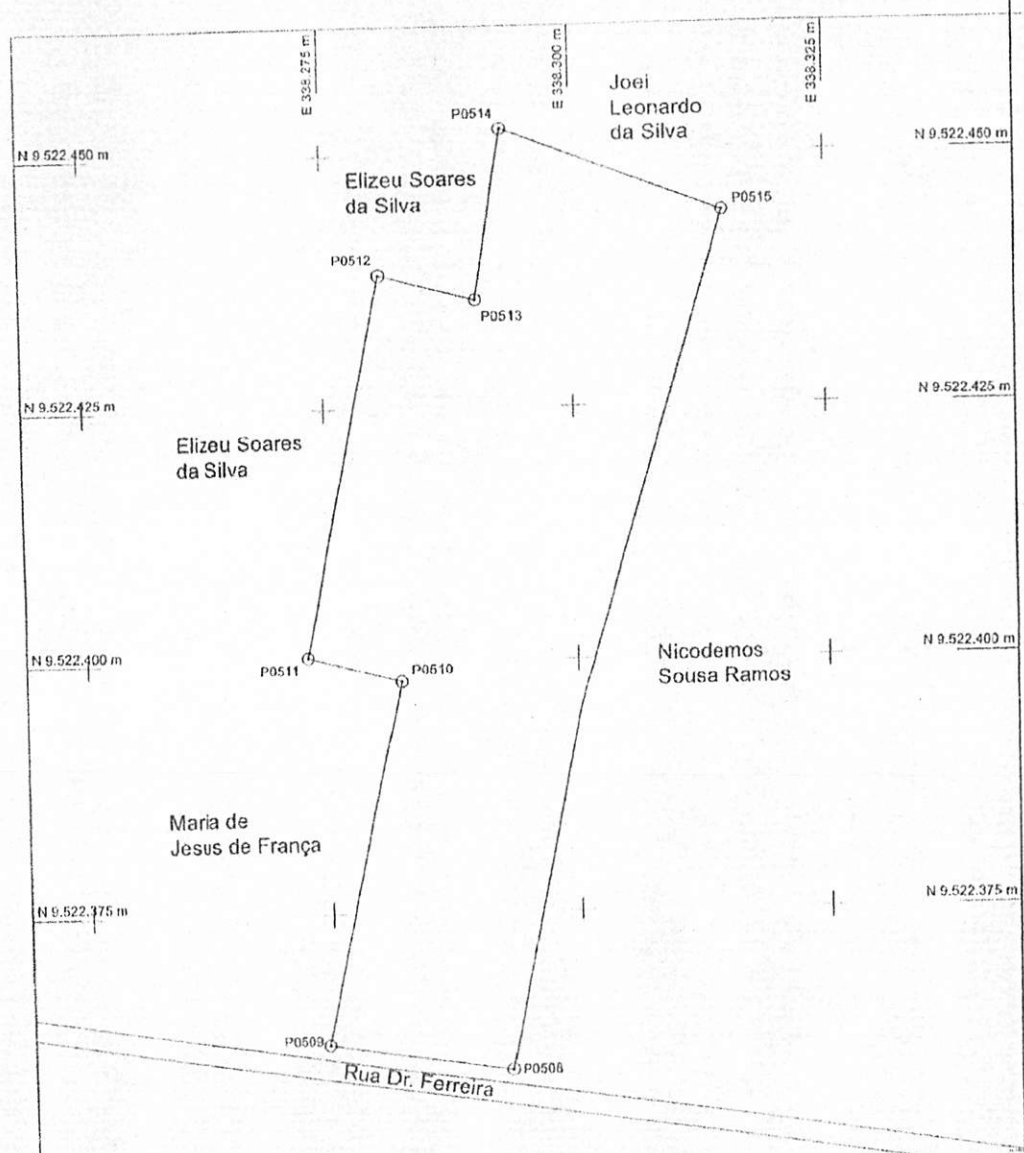 E 338.275 m
E 338.300 m
E 338.325 m
Joei
Leonardo
da Silva
P0514
N 9.522.450 m
N 9.522.450 m
Elizeu Soares
da Silva
P0515
P0512
P0513
N 9.522.425 m
N 9.522.425 m
Elizeu Soares
da Silva
N 9.522.400 m
N 9.522.400 m
P0511
P0510
Nicodemos
Sousa Ramos
Maria de
Jesus de França
N 9.522.375 m
N 9.522.375 m
P0509
P0508
Rua Dr. Ferreira